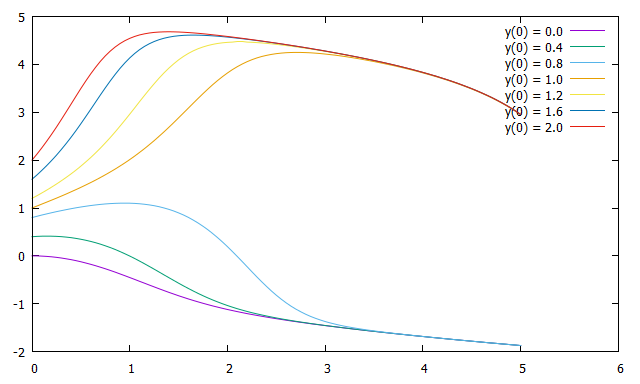 5
4
3
2
1
0
-1
-2
0 1 2 3 4 5 6
y(0) = 0.0
y(0) = 0.4
y(0) = 0.8
y(0) = 1.0
y(0) = 1.2
y(0) = 1.6
y(0) = 2.0